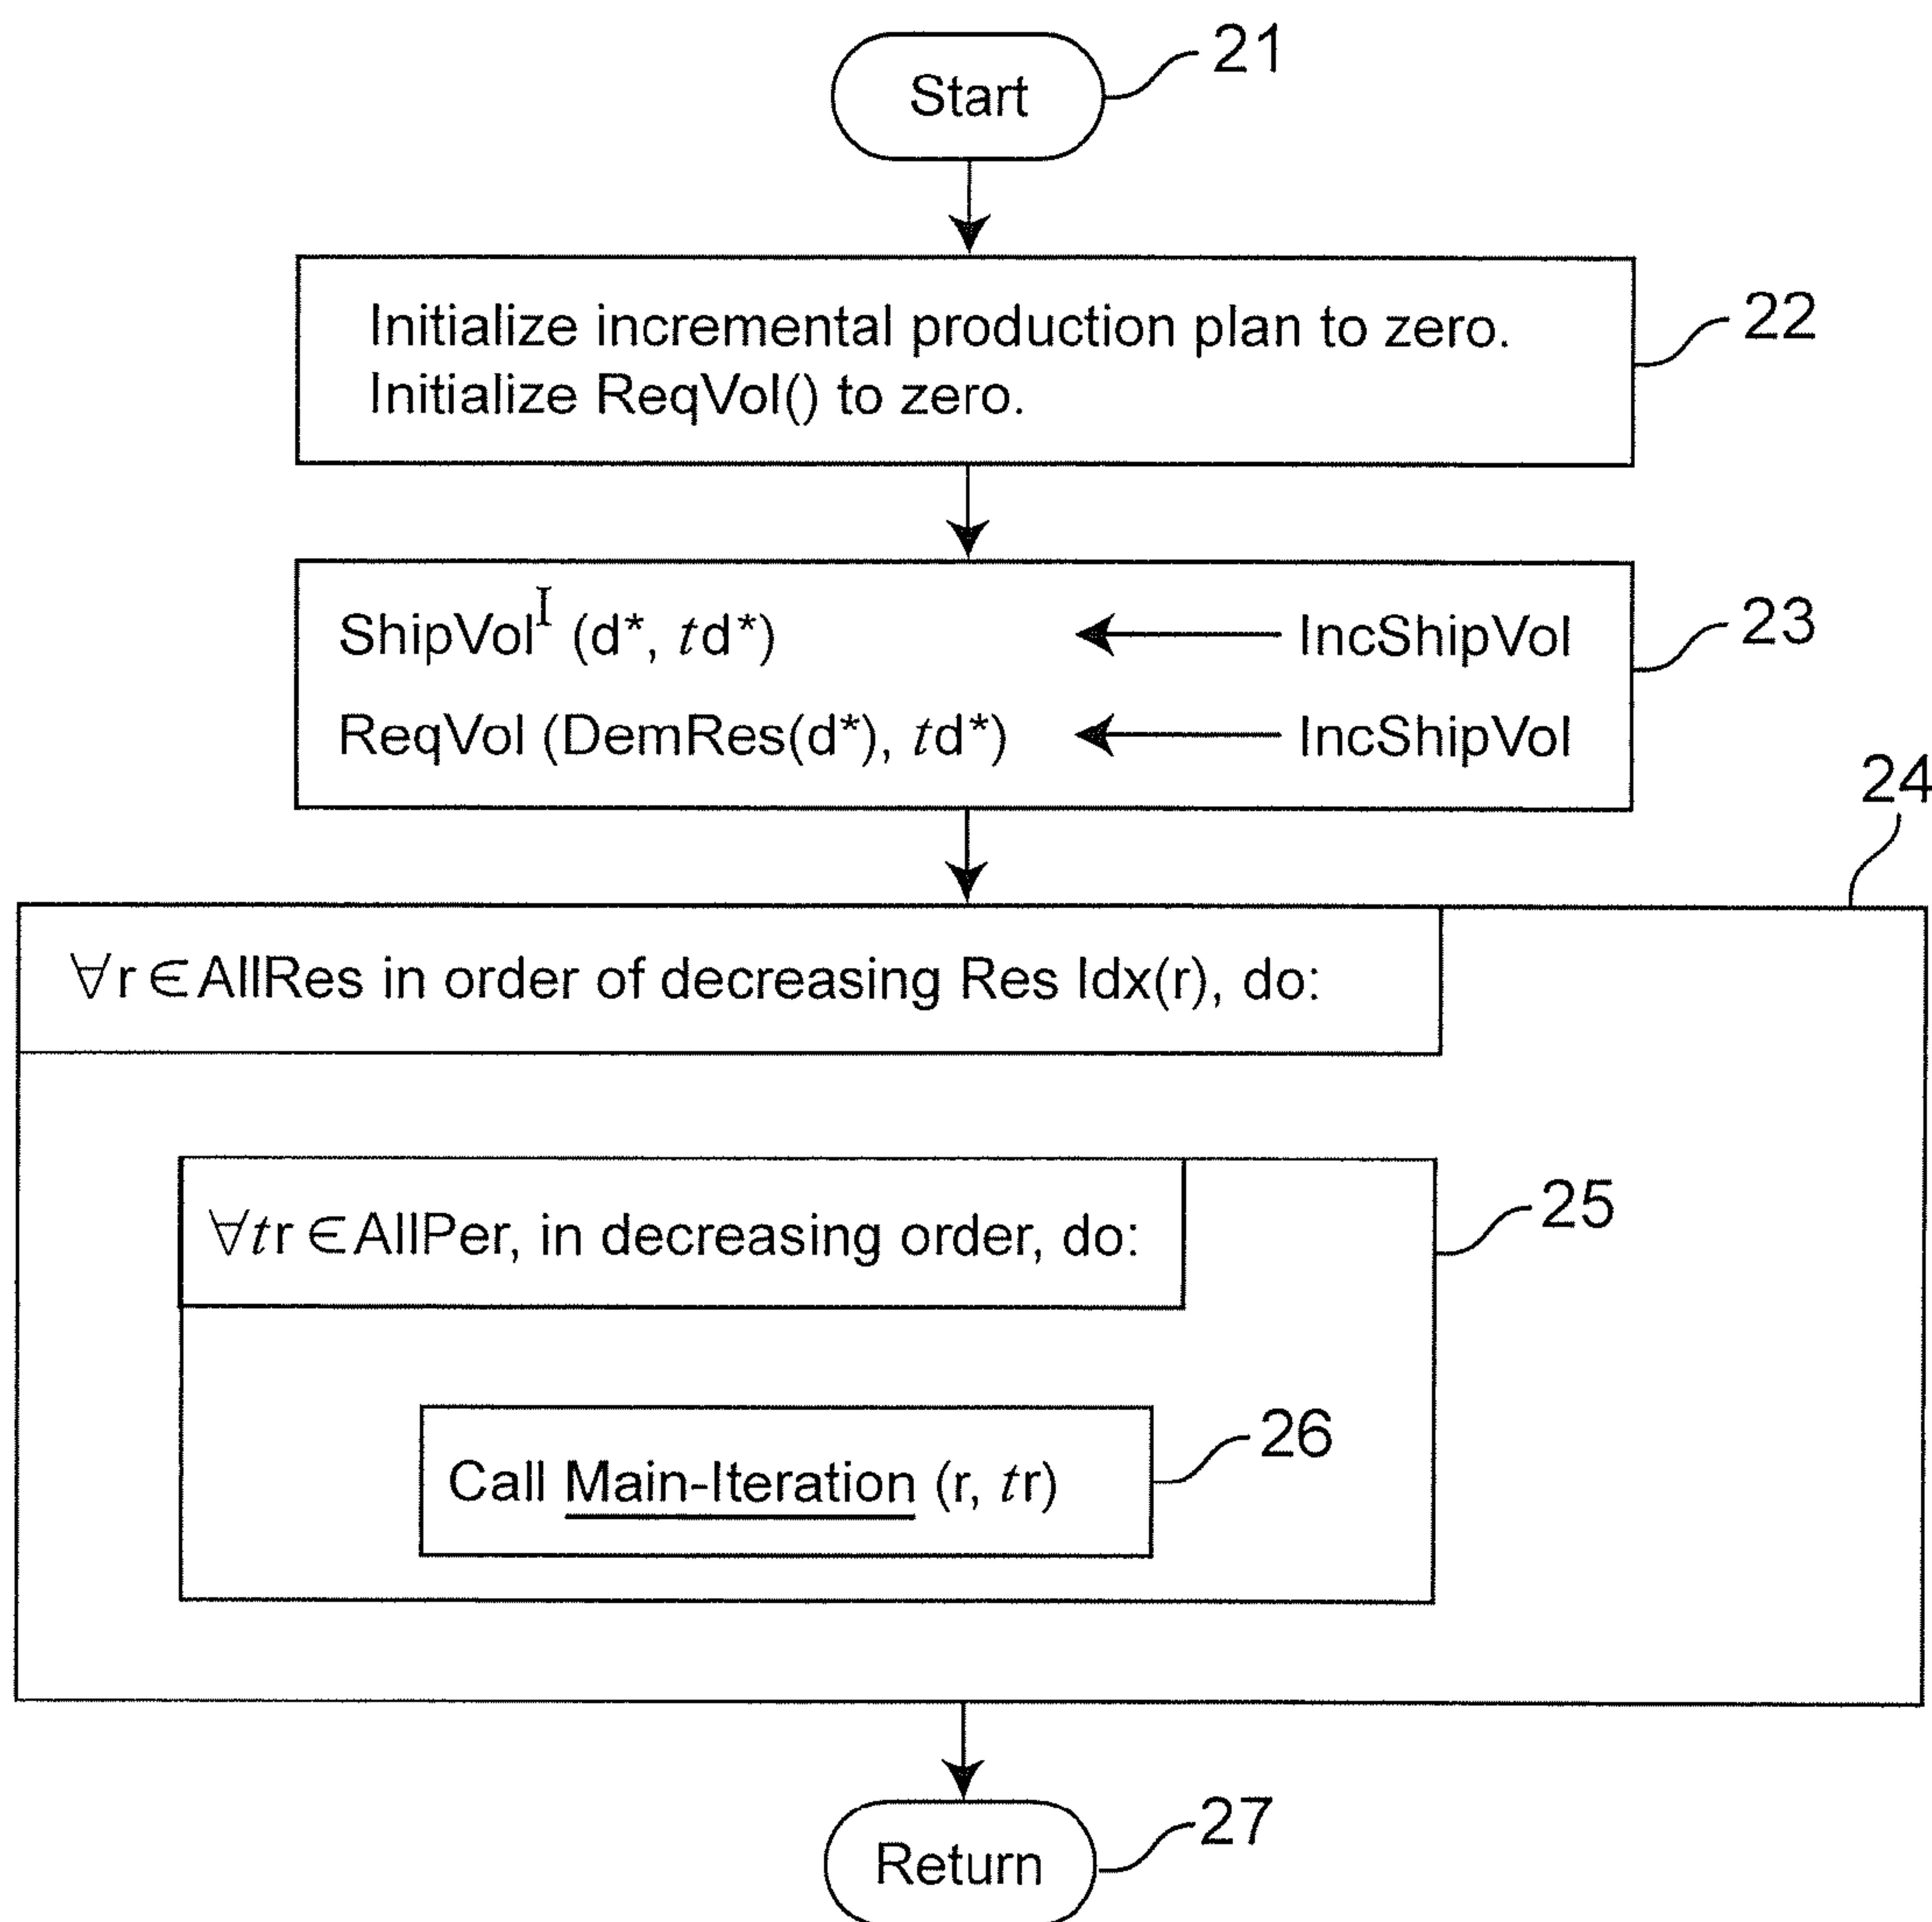 Start
21
Initialize incremental production plan to zero.
Initialize ReqVol() to zero.
22
ShipVol^I (d*, td*) ← IncShipVol
ReqVol (DemRes(d*), td*) ← IncShipVol
23
24
∀r ∈ AllRes in order of decreasing Res Idx(r), do:
∀tr ∈ AllPer, in decreasing order, do:
25
Call Main-Iteration (r, tr)
26
Return
27